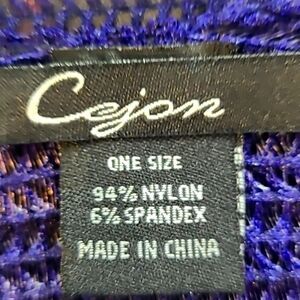 Cejon
ONE SIZE
94% NYLON
6% SPANDEX
MADE IN CHINA